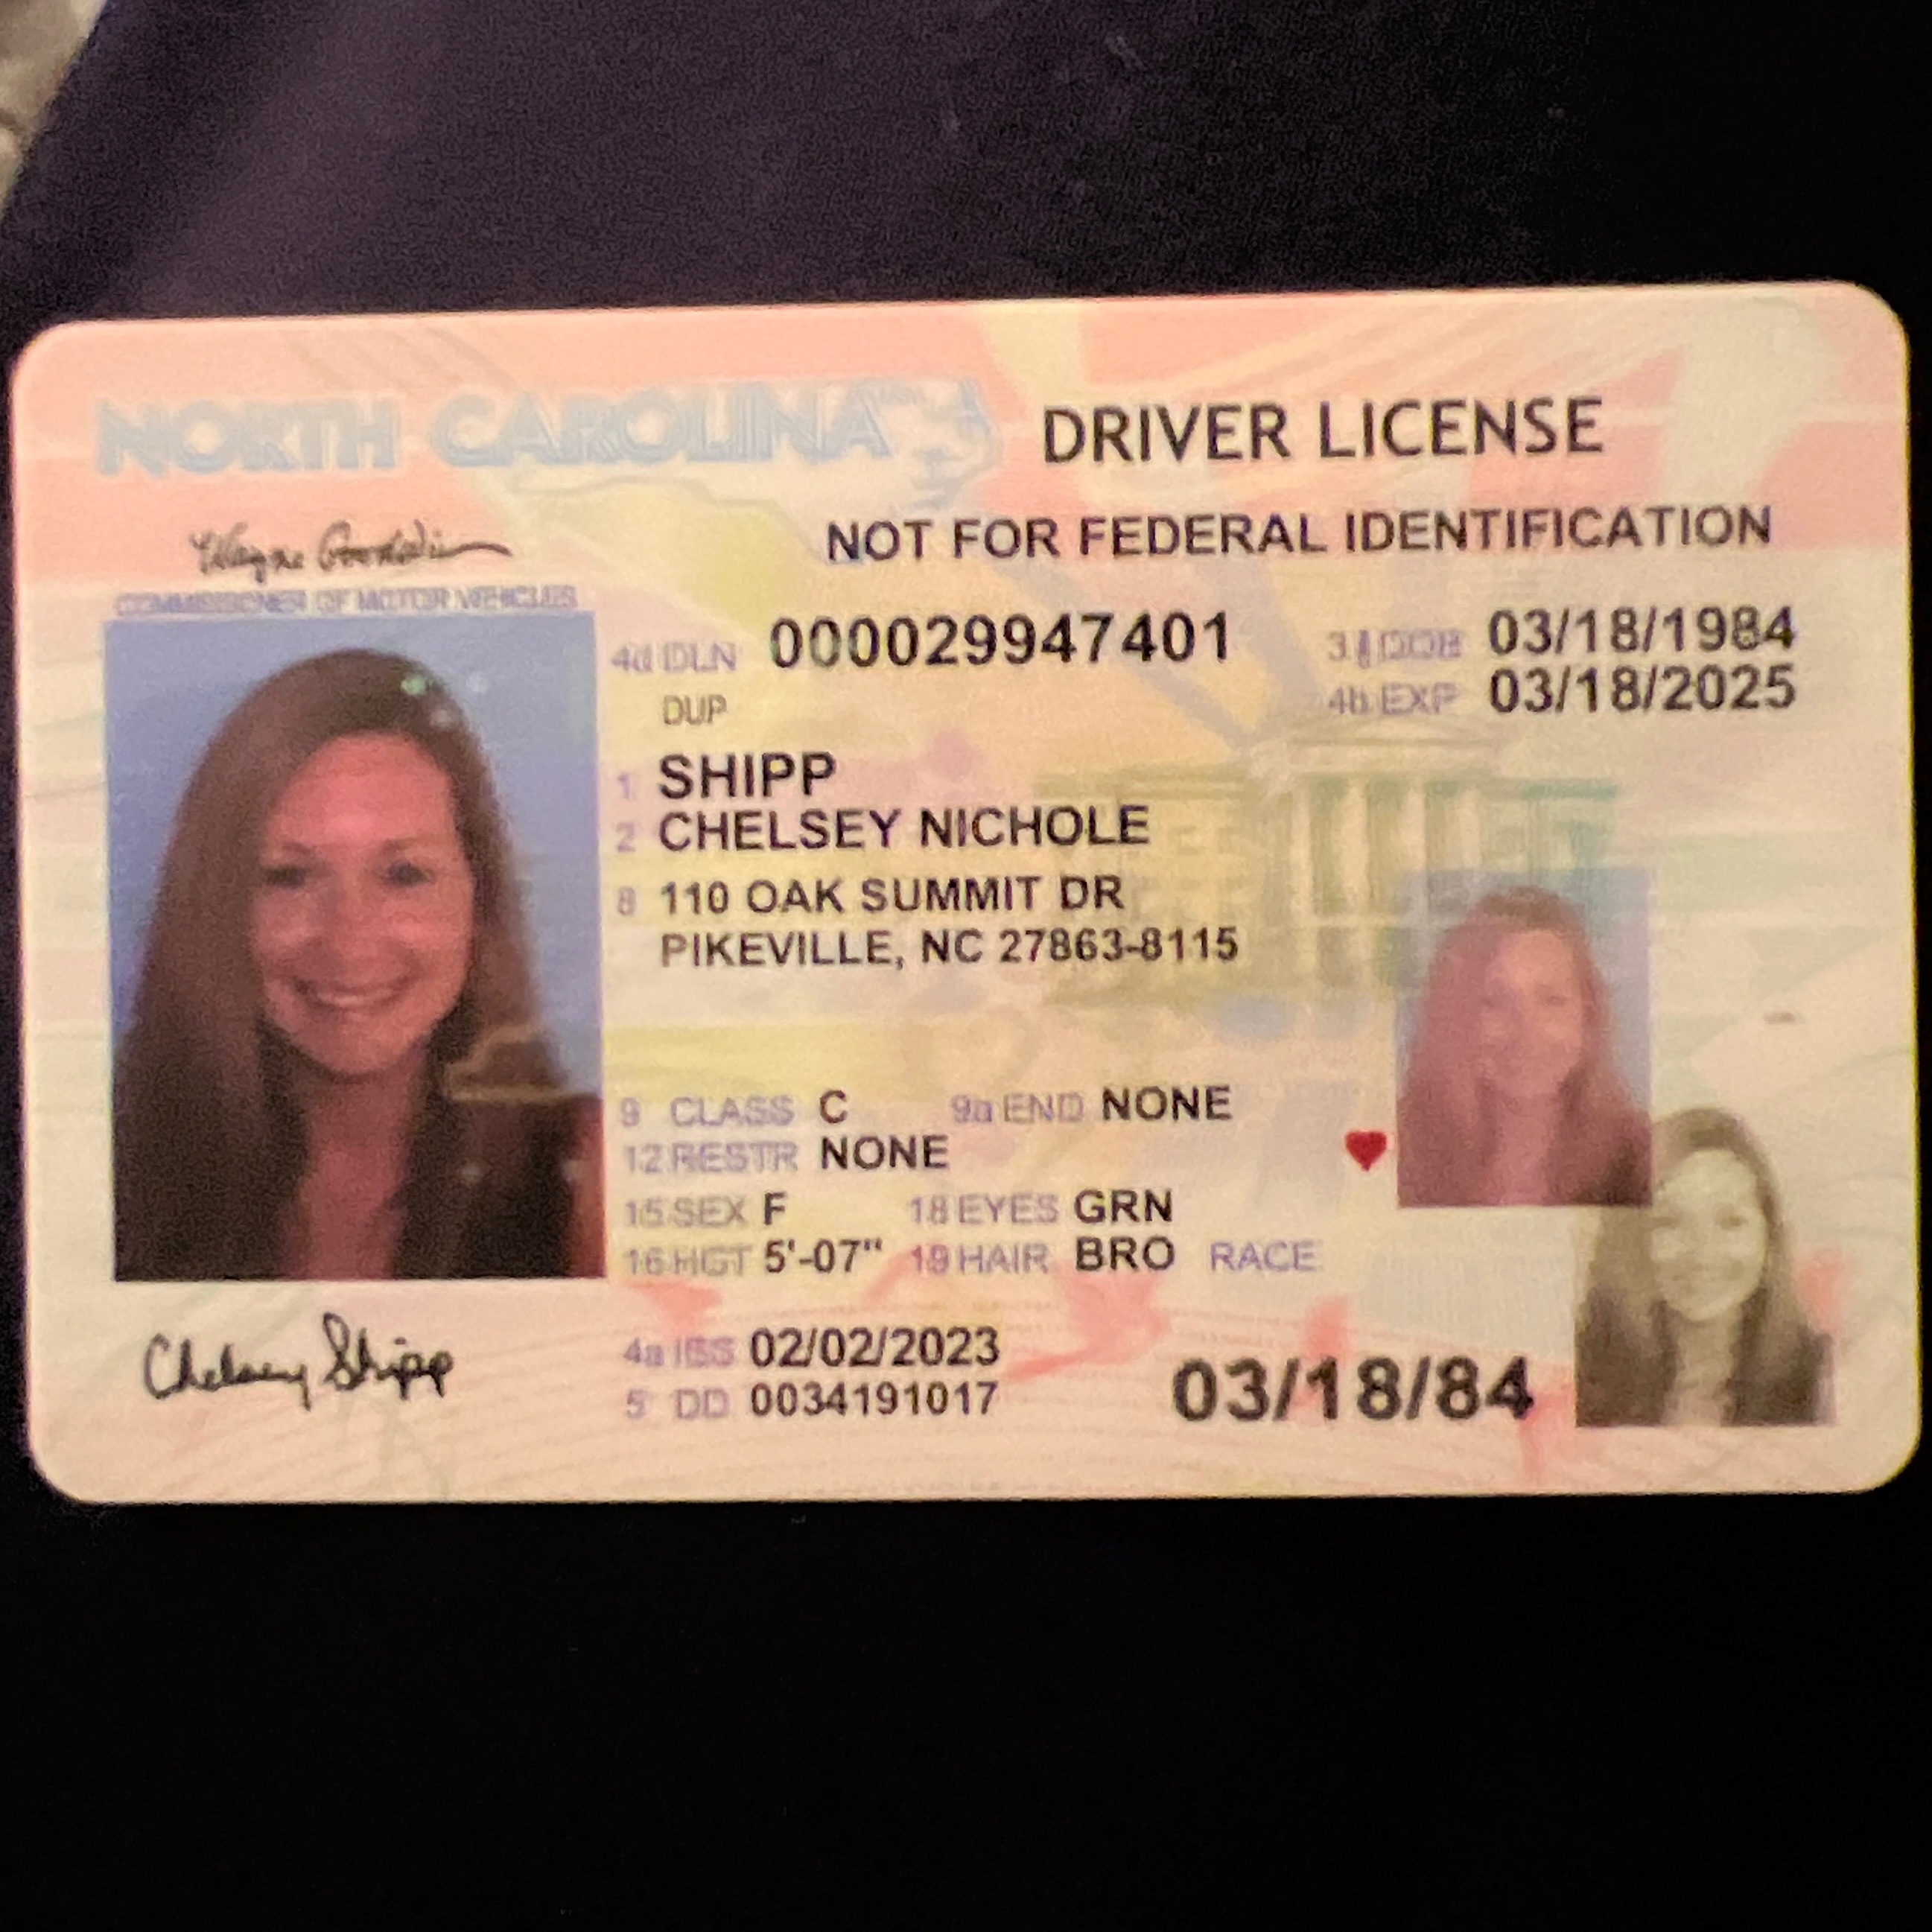 NORTH CAROLINA DRIVER LICENSE
NOT FOR FEDERAL IDENTIFICATION
Wayne Goodwin
COMMISSIONER OF MOTOR VEHICLES
4d DLN 000029947401 3 DOB 03/18/1984
DUP 4b EXP 03/18/2025
1 SHIPP
2 CHELSEY NICHOLE
8 110 OAK SUMMIT DR
PIKEVILLE, NC 27863-8115
9 CLASS C 9a END NONE
12 RESTR NONE
15 SEX F 18 EYES GRN
16 HGT 5'-07" 19 HAIR BRO RACE
Chelsey Shipp
4a ISS 02/02/2023
5 DD 0034191017
03/18/84